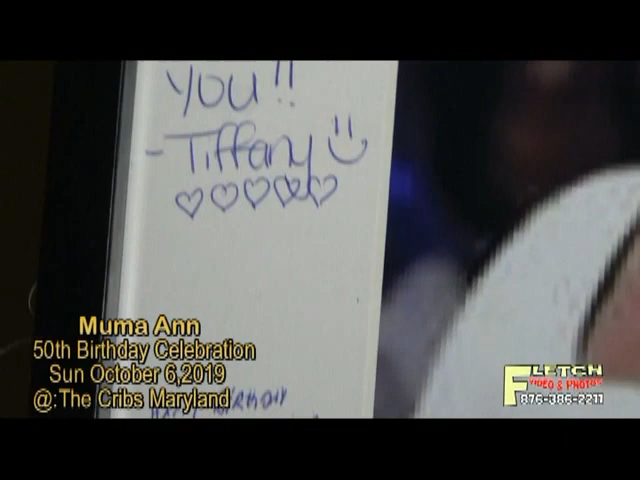 YOU!!
-Tiffany
Muma Ann
50th Birthday Celebration
Sun October 6,2019
@:The Cribs Maryland
FLETCH
VIDEO & PHOTOS
876-386-2211